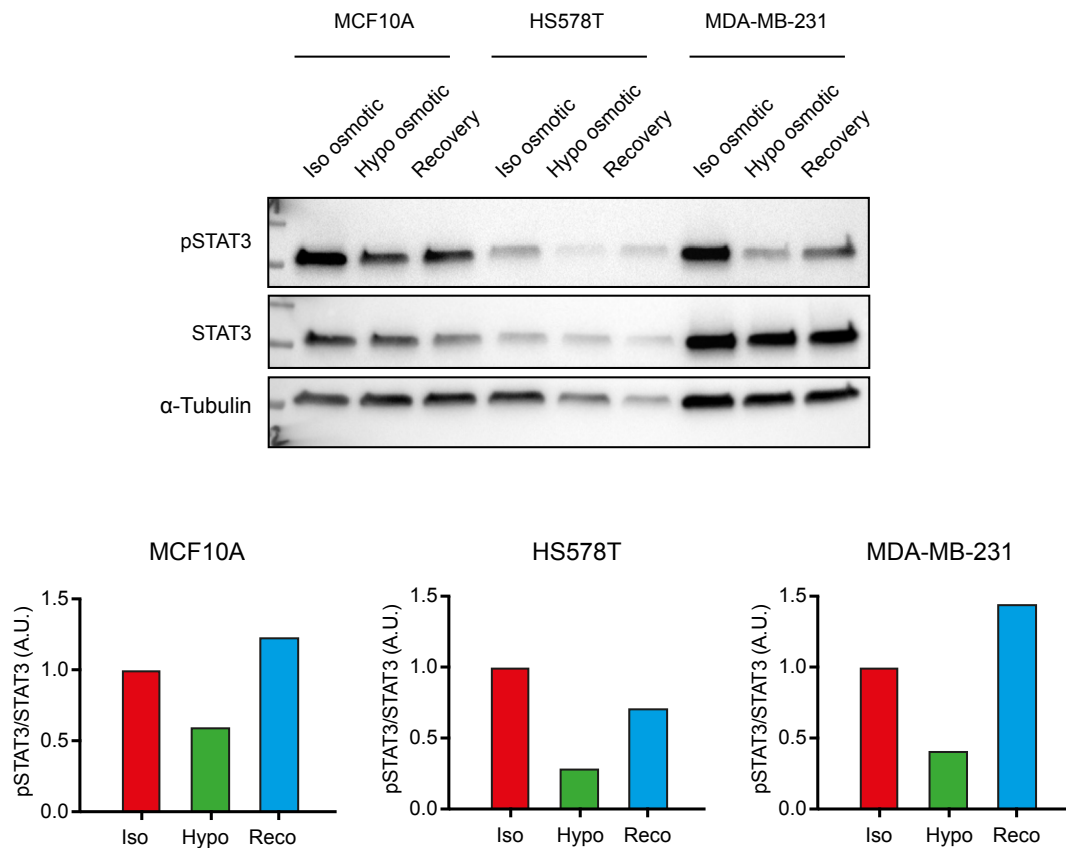 MCF10A HS578T MDA-MB-231
Iso osmotic Hypo osmotic Recovery Iso osmotic Hypo osmotic Recovery Iso osmotic Hypo osmotic Recovery
pSTAT3
STAT3
α-Tubulin
2
MCF10A HS578T MDA-MB-231
pSTAT3/STAT3 (A.U.) pSTAT3/STAT3 (A.U.) pSTAT3/STAT3 (A.U.)
1.5 1.5 1.5
1.0 1.0 1.0
0.5 0.5 0.5
0.0 0.0 0.0
Iso Hypo Reco Iso Hypo Reco Iso Hypo Reco